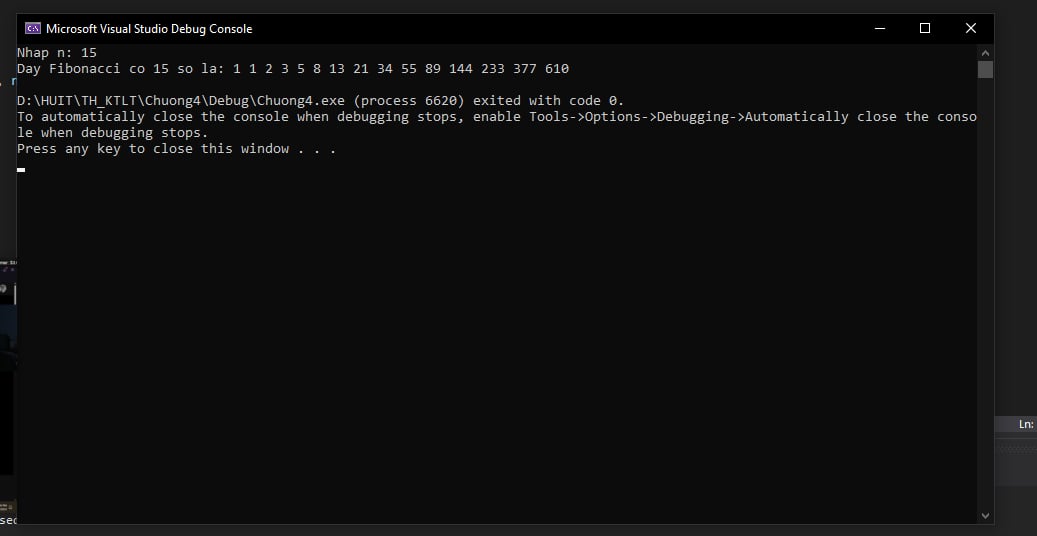 Microsoft Visual Studio Debug Console
Nhap n: 15
Day Fibonacci co 15 so la: 1 1 2 3 5 8 13 21 34 55 89 144 233 377 610
D:\HUIT\TH_KTLT\Chuong4\Debug\Chuong4.exe (process 6620) exited with code 0.
To automatically close the console when debugging stops, enable Tools->Options->Debugging->Automatically close the conso
le when debugging stops.
Press any key to close this window . . .
Ln: